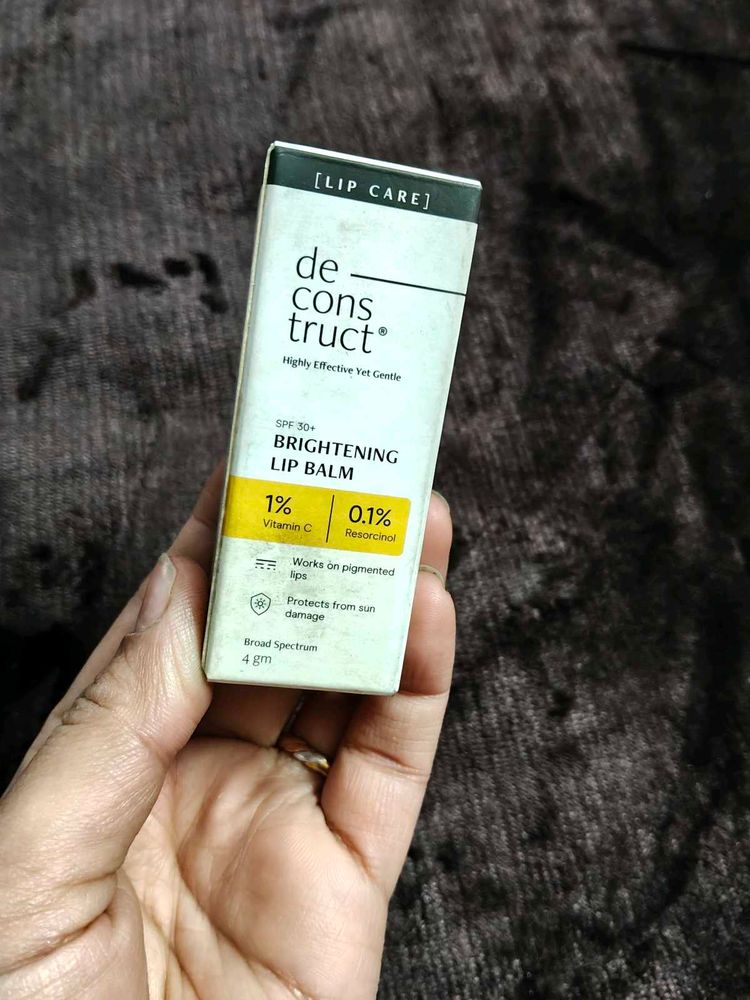 [LIP CARE]
de
cons
truct®
Highly Effective Yet Gentle
SPF 30+
BRIGHTENING
LIP BALM
1%
Vitamin C
0.1%
Resorcinol
Works on pigmented
lips
Protects from sun
damage
Broad Spectrum
4 gm